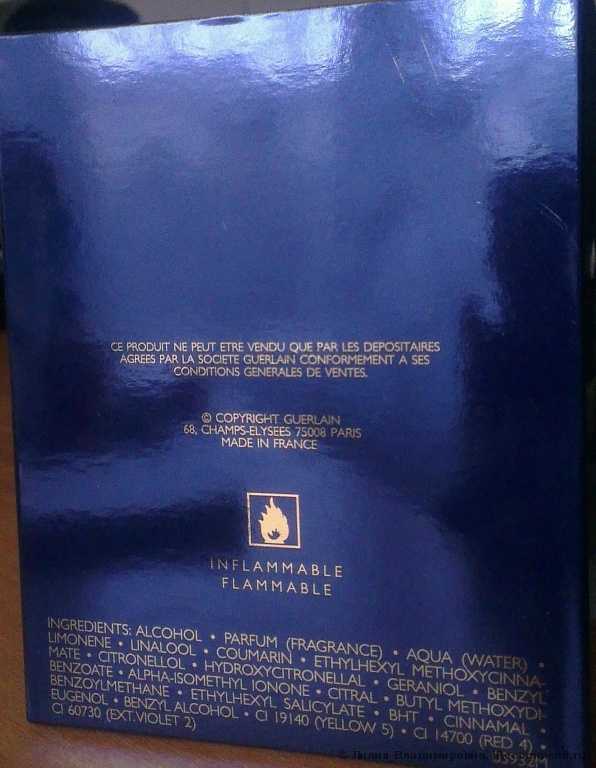 CE PRODUIT NE PEUT ETRE VENDU QUE PAR LES DEPOSITAIRES
AGREES PAR LA SOCIETE GUERLAIN CONFORMEMENT A SES
CONDITIONS GENERALES DE VENTES.
© COPYRIGHT GUERLAIN
68, CHAMPS-ELYSEES 75008 PARIS
MADE IN FRANCE
INFLAMMABLE
FLAMMABLE
INGREDIENTS: ALCOHOL • PARFUM (FRAGRANCE) • AQUA (WATER) •
LIMONENE • LINALOOL • COUMARIN • ETHYLHEXYL METHOXYCINNA-
MATE • CITRONELLOL • HYDROXYCITRONELLAL • GERANIOL • BENZYL
BENZOATE • ALPHA-ISOMETHYL IONONE • CITRAL • BUTYL METHOXYDI-
BENZOYLMETHANE • ETHYLHEXYL SALICYLATE • BHT • CINNAMAL •
EUGENOL • BENZYL ALCOHOL • CI 19140 (YELLOW 5) • CI 14700 (RED 4)
CI 60730 (EXT.VIOLET 2)